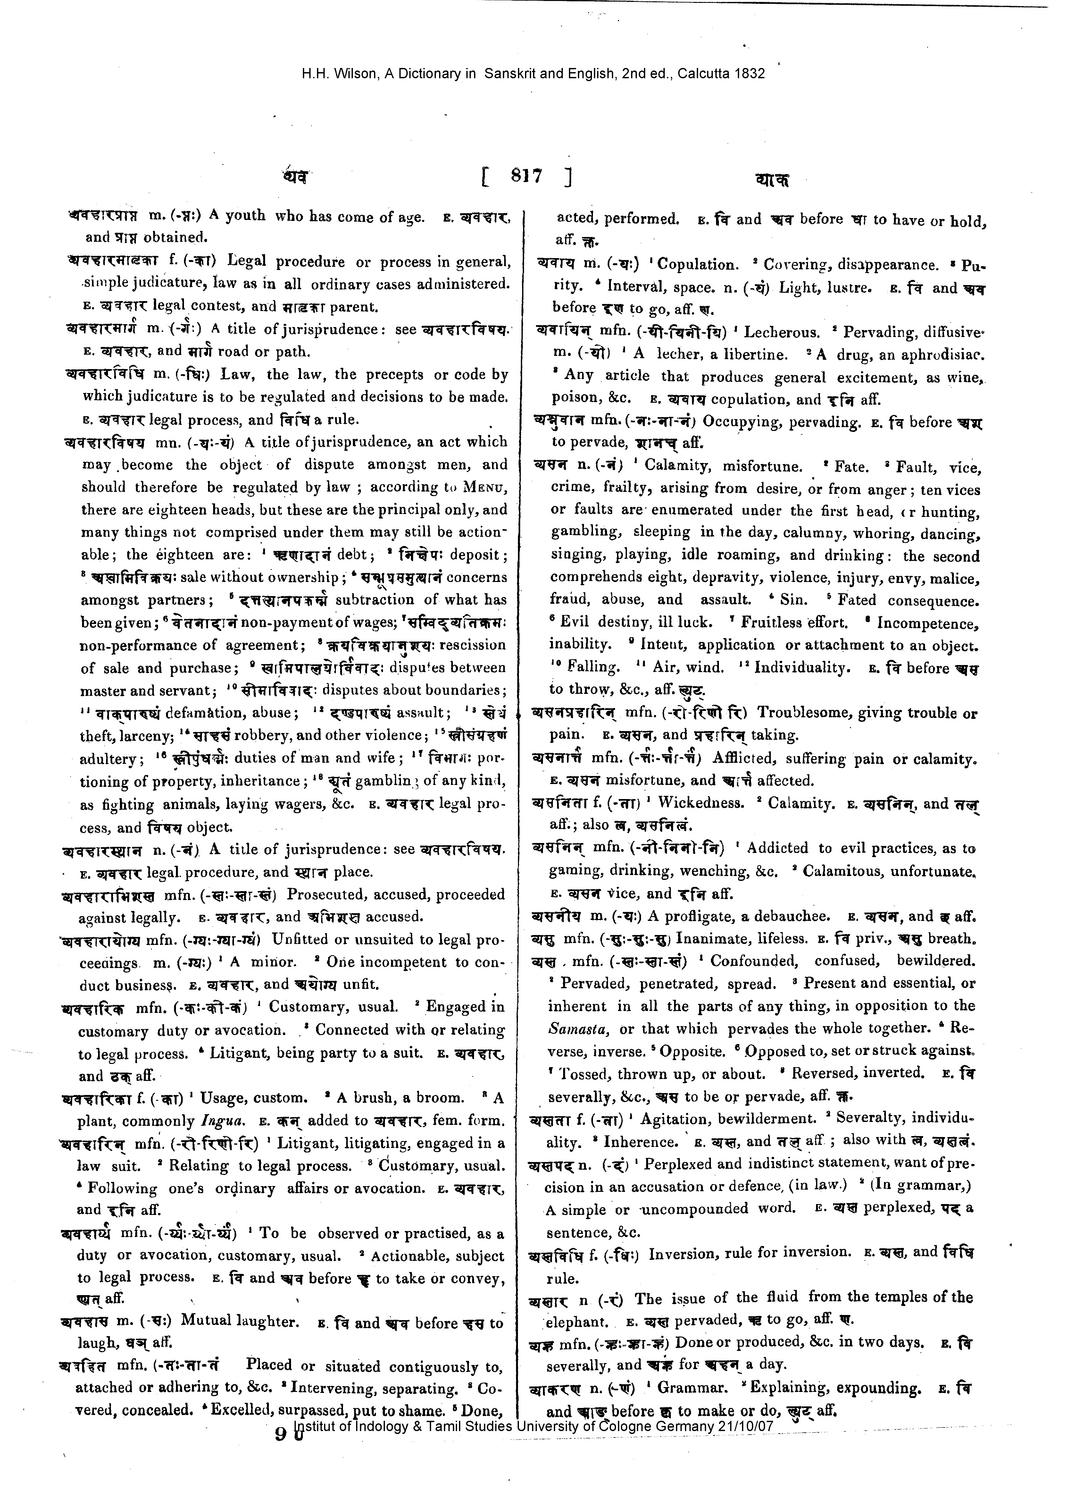 H.H. Wilson, A Dictionary in Sanskrit and English, 2nd ed., Calcutta 1832
व्यव [ 817 ] व्याक
व्यवहारप्राप्त m. (-प्तः) A youth who has come of age. E. व्यवहार,
and प्राप्त obtained.
व्यवहारमातृका f. (-का) Legal procedure or process in general,
simple judicature, law as in all ordinary cases administered.
E. व्यवहार legal contest, and मातृका parent.
व्यवहारमार्ग m. (-र्गः) A title of jurisprudence: see व्यवहारविषय.
E. व्यवहार, and मार्ग road or path.
व्यवहारविधि m. (-धिः) Law, the law, the precepts or code by
which judicature is to be regulated and decisions to be made.
E. व्यवहार legal process, and विधि a rule.
व्यवहारविषय mn. (-यः-यं) A title of jurisprudence, an act which
may become the object of dispute amongst men, and
should therefore be regulated by law ; according to MENU,
there are eighteen heads, but these are the principal only, and
many things not comprised under them may still be action-
able; the eighteen are: ¹ ऋणादानं debt; ² निक्षेपः deposit;
³ अस्वामिविक्रयः sale without ownership; ⁴ सम्भूयसमुत्थानं concerns
amongst partners; ⁵ दत्तस्यानपकर्म्म subtraction of what has
been given; ⁶ वेतनादानं non-payment of wages; ⁷ सम्विद्व्यतिक्रमः
non-performance of agreement; ⁸ क्रयविक्रयानुशयः rescission
of sale and purchase; ⁹ स्वामिपालयोर्विवादः disputes between
master and servant; ¹⁰ सीमाविवादः disputes about boundaries;
¹¹ वाक्पारुष्यं defamation, abuse; ¹² दण्डपारुष्यं assault; ¹³ स्तेयं
theft, larceny; ¹⁴ साहसं robbery, and other violence; ¹⁵ स्त्रीसंग्रहणं
adultery; ¹⁶ स्त्रीपुंधर्म्मः duties of man and wife; ¹⁷ विभागः por-
tioning of property, inheritance; ¹⁸ द्यूतं gambling of any kind,
as fighting animals, laying wagers, &c. E. व्यवहार legal pro-
cess, and विषय object.
व्यवहारस्थान n. (-नं) A title of jurisprudence: see व्यवहारविषय.
E. व्यवहार legal procedure, and स्थान place.
व्यवहाराभिशस्त mfn. (-स्तः-स्ता-स्तं) Prosecuted, accused, proceeded
against legally. E. व्यवहार, and अभिशस्त accused.
व्यवहारायोग्य mfn. (-ग्यः-ग्या-ग्यं) Unfitted or unsuited to legal pro-
ceedings. m. (-ग्यः) ¹ A minor. ² One incompetent to con-
duct business. E. व्यवहार, and अयोग्य unfit.
व्यवहारिक mfn. (-कः-की-कं) ¹ Customary, usual. ² Engaged in
customary duty or avocation. ³ Connected with or relating
to legal process. ⁴ Litigant, being party to a suit. E. व्यवहार,
and ठक् aff.
व्यवहारिका f. (-का) ¹ Usage, custom. ² A brush, a broom. ³ A
plant, commonly Ingua. E. कन् added to व्यवहार, fem. form.
व्यवहारिन् mfn. (-री-रिणी-रि) ¹ Litigant, litigating, engaged in a
law suit. ² Relating to legal process. ³ Customary, usual.
⁴ Following one's ordinary affairs or avocation. E. व्यवहार,
and इनि aff.
व्यवहार्य्य mfn. (-र्य्यः-र्य्या-र्य्यं) ¹ To be observed or practised, as a
duty or avocation, customary, usual. ² Actionable, subject
to legal process. E. वि and अव before हृ to take or convey,
ण्यत् aff.
व्यवहास m. (-सः) Mutual laughter. E. वि and अव before हस to
laugh, घञ् aff.
व्यवहित mfn. (-तः-ता-तं Placed or situated contiguously to,
attached or adhering to, &c. ² Intervening, separating. ³ Co-
vered, concealed. ⁴ Excelled, surpassed, put to shame. ⁵ Done,
acted, performed. E. वि and अव before धा to have or hold,
aff. क्त.
व्यवाय m. (-यः) ¹ Copulation. ² Covering, disappearance. ³ Pu-
rity. ⁴ Interval, space. n. (-यं) Light, lustre. E. वि and अव
before इण to go, aff. ण.
व्यवायिन् mfn. (-यी-यिनी-यि) ¹ Lecherous. ² Pervading, diffusive.
m. (-यी) ¹ A lecher, a libertine. ² A drug, an aphrodisiac.
³ Any article that produces general excitement, as wine,
poison, &c. E. व्यवाय copulation, and इनि aff.
व्यश्नुवान mfn. (-नः-ना-नं) Occupying, pervading. E. वि before अश
to pervade, शानच् aff.
व्यसन n. (-नं) ¹ Calamity, misfortune. ² Fate. ³ Fault, vice,
crime, frailty, arising from desire, or from anger; ten vices
or faults are enumerated under the first head, or hunting,
gambling, sleeping in the day, calumny, whoring, dancing,
singing, playing, idle roaming, and drinking: the second
comprehends eight, depravity, violence, injury, envy, malice,
fraud, abuse, and assault. ⁴ Sin. ⁵ Fated consequence.
⁶ Evil destiny, ill luck. ⁷ Fruitless effort. ⁸ Incompetence,
inability. ⁹ Intent, application or attachment to an object.
¹⁰ Falling. ¹¹ Air, wind. ¹² Individuality. E. वि before अस
to throw, &c., aff. ल्युट्.
व्यसनप्रहारिन् mfn. (-री-रिणी रि) Troublesome, giving trouble or
pain. E. व्यसन, and प्रहारिन् taking.
व्यसनार्त्त mfn. (-र्त्तः-र्त्ता-र्त्तं) Afflicted, suffering pain or calamity.
E. व्यसन misfortune, and आर्त्त affected.
व्यसनिता f. (-ता) ¹ Wickedness. ² Calamity. E. व्यसनिन्, and तल्
aff.; also त्व, व्यसनित्वं.
व्यसनिन् mfn. (-नी-निनी-नि) ¹ Addicted to evil practices, as to
gaming, drinking, wenching, &c. ² Calamitous, unfortunate.
E. व्यसन vice, and इनि aff.
व्यसनीय m. (-यः) A profligate, a debauchee. E. व्यसन, and छ aff.
व्यसु mfn. (-सुः-सुः-सु) Inanimate, lifeless. E. वि priv., असु breath.
व्यस्त mfn. (-स्तः-स्ता-स्तं) ¹ Confounded, confused, bewildered.
² Pervaded, penetrated, spread. ³ Present and essential, or
inherent in all the parts of any thing, in opposition to the
Samasta, or that which pervades the whole together. ⁴ Re-
verse, inverse. ⁵ Opposite. ⁶ Opposed to, set or struck against.
⁷ Tossed, thrown up, or about. ⁸ Reversed, inverted. E. वि
severally, &c., अस to be or pervade, aff. क्त.
व्यस्तता f. (-ता) ¹ Agitation, bewilderment. ² Severalty, individu-
ality. ³ Inherence. E. व्यस्त, and तल् aff ; also with त्व, व्यस्तत्वं.
व्यस्तपद n. (-दं) ¹ Perplexed and indistinct statement, want of pre-
cision in an accusation or defence, (in law.) ² (In grammar,)
A simple or uncompounded word. E. व्यस्त perplexed, पद a
sentence, &c.
व्यस्तविधि f. (-धिः) Inversion, rule for inversion. E. व्यस्त, and विधि
rule.
व्यस्तार n (-रं) The issue of the fluid from the temples of the
elephant. E. व्यस्त pervaded, ऋ to go, aff. ण.
व्यह्न mfn. (-ह्नः-ह्ना-ह्नं) Done or produced, &c. in two days. E. वि
severally, and अह्न for अहन् a day.
व्याकरण n. (-णं) ¹ Grammar. ² Explaining, expounding. E. वि
and आङ् before कृ to make or do, ल्युट् aff.
9 U
Institut of Indology & Tamil Studies University of Cologne Germany 21/10/07